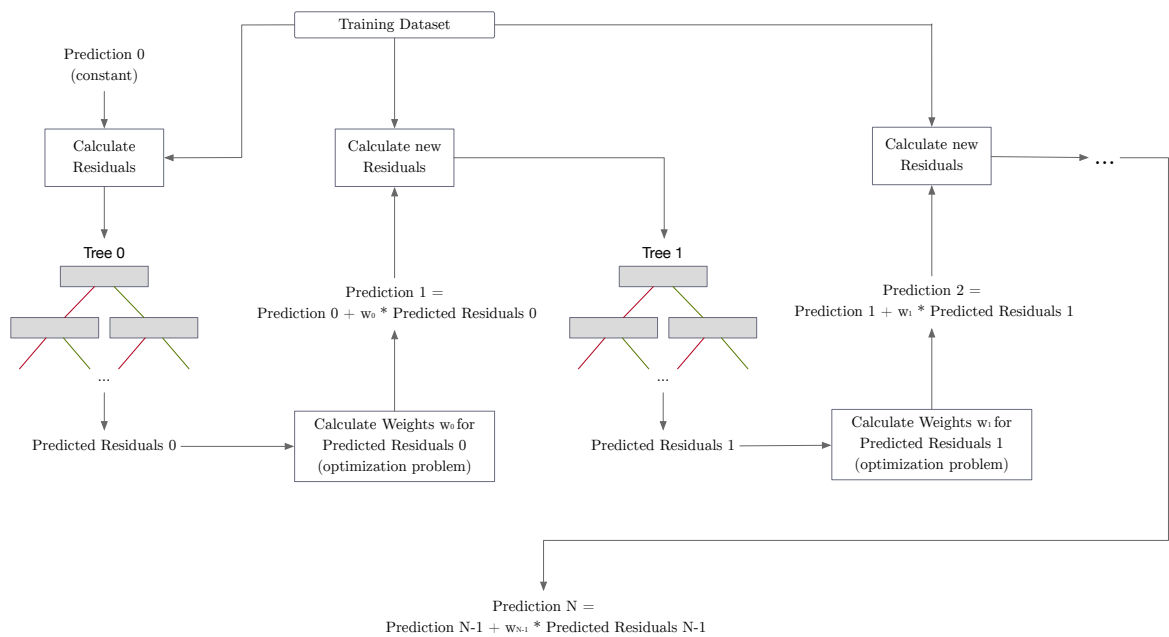 Training Dataset
Prediction 0
(constant)
Calculate
Residuals
Tree 0
...
Predicted Residuals 0
Calculate Weights w₀ for
Predicted Residuals 0
(optimization problem)
Prediction 1 =
Prediction 0 + w₀ * Predicted Residuals 0
Calculate new
Residuals
Tree 1
...
Predicted Residuals 1
Calculate Weights w₁ for
Predicted Residuals 1
(optimization problem)
Prediction 2 =
Prediction 1 + w₁ * Predicted Residuals 1
Calculate new
Residuals
...
Prediction N =
Prediction N-1 + wN-1 * Predicted Residuals N-1